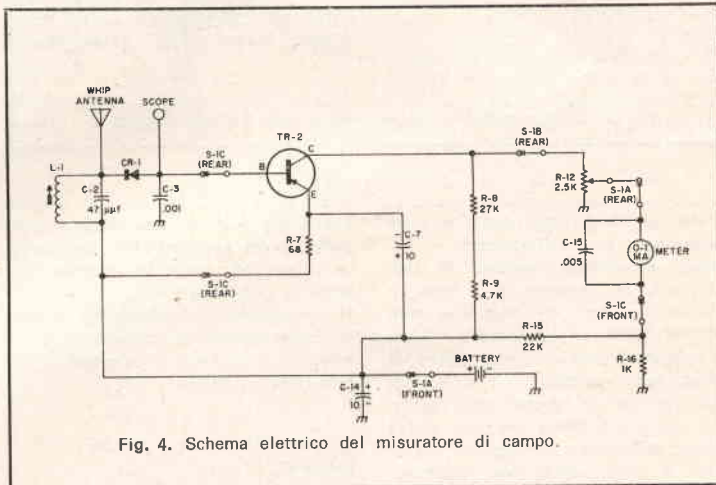 WHIP
ANTENNA
SCOPE
TR-2
C
B
E
S-1B
(REAR)
L-1
CR-1
S-1C
(REAR)
C-2
47 μμf
C-3
.001
R-12
2.5K
S-1A
(REAR)
R-8
27K
R-7
68
- C-7
+ 10
C-15
.005
0-1
MA
METER
S-1C
(REAR)
R-9
4.7K
S-1C
(FRONT)
R-15
22K
BATTERY
+ -
C-14 +
10 -
S-1A
(FRONT)
R-16
1K
Fig. 4. Schema elettrico del misuratore di campo.